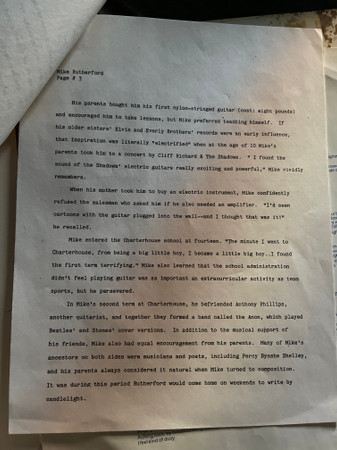 Mike Rutherford
Page # 3
His parents bought him his first nylon-stringed guitar (cost: eight pounds)
and encouraged him to take lessons, but Mike preferred teaching himself. If
his older sisters' Elvis and Everly Brothers' records were an early influence,
that inspiration was literally "electrified" when at the age of 10 Mike's
parents took him to a concert by Cliff Richard & The Shadows. " I found the
sound of the Shadows' electric guitars really exciting and powerful," Mike vividly
remembers.
When his mother took him to buy an electric instrument, Mike confidently
refused the salesman who asked him if he also needed an amplifier. "I'd seen
cartoons with the guitar plugged into the wall--and I thought that was it!"
he recalled.
Mike entered the Charterhouse school at fourteen. "The minute I went to
Charterhouse, from being a big little boy, I became a little big boy..I found
the first term terrifying." Mike also learned that the school administration
didn't feel playing guitar was as important an extracurricular activity as team
sports, but he persevered.
In Mike's second term at Charterhouse, he befriended Anthony Phillips,
another guitarist, and together they formed a band called the Anon, which played
Beatles' and Stones' cover versions. In addition to the musical support of
his friends, Mike also had equal encouragement from his parents. Many of Mike's
ancestors on both sides were musicians and poets, including Percy Bysshe Shelley,
and his parents always considered it natural when Mike turned to composition.
It was during this period Rutherford would come home on weekends to write by
candlelight.